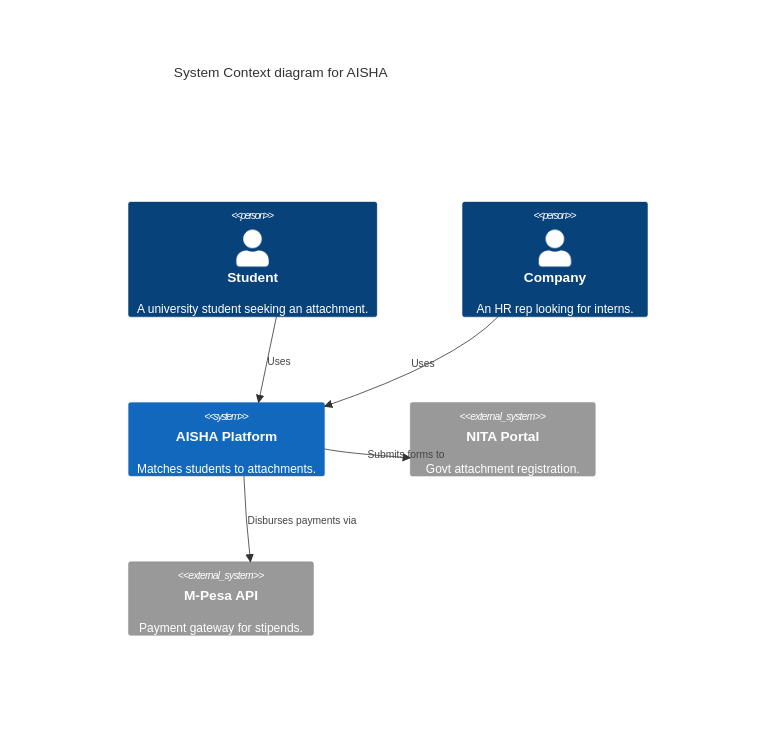 System Context diagram for AISHA
<<person>>
Student
A university student seeking an attachment.
<<person>>
Company
An HR rep looking for interns.
Uses
Uses
<<system>>
AISHA Platform
Matches students to attachments.
Submits forms to
<<external_system>>
NITA Portal
Govt attachment registration.
Disburses payments via
<<external_system>>
M-Pesa API
Payment gateway for stipends.